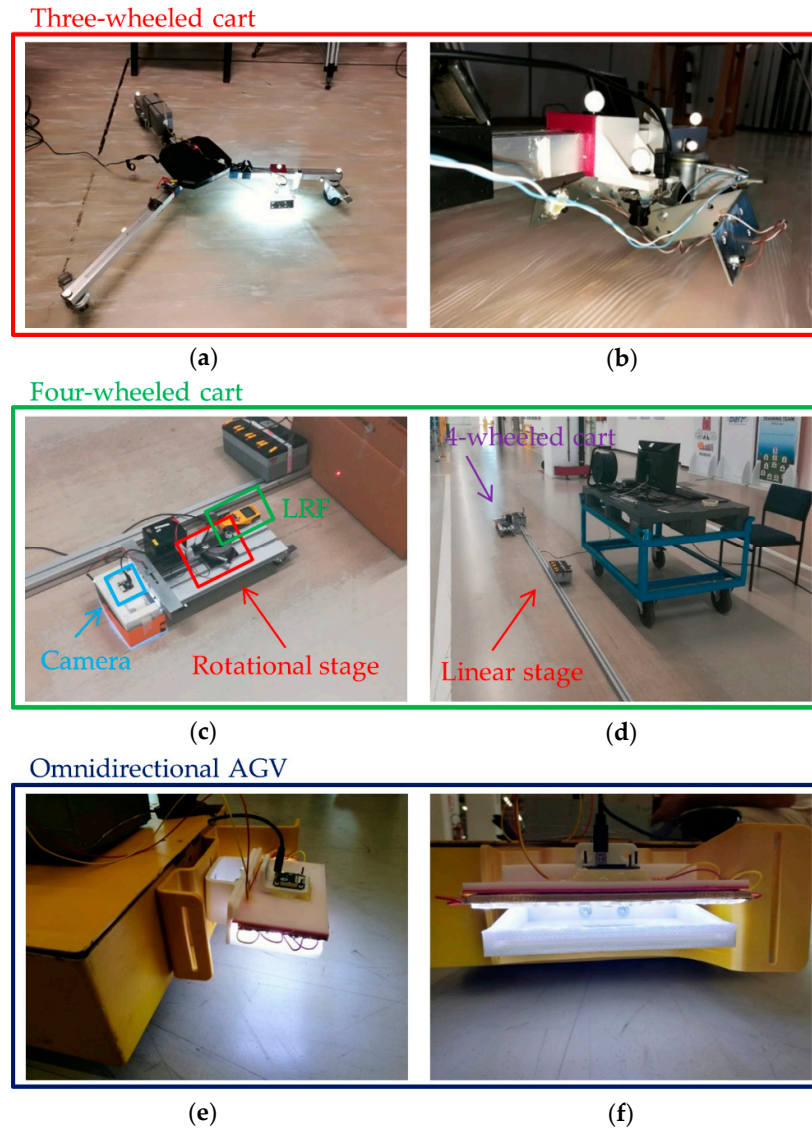 Three-wheeled cart
(a)
(b)
Four-wheeled cart
LRF
Camera
Rotational stage
4-wheeled cart
Linear stage
(c)
(d)
Omnidirectional AGV
(e)
(f)